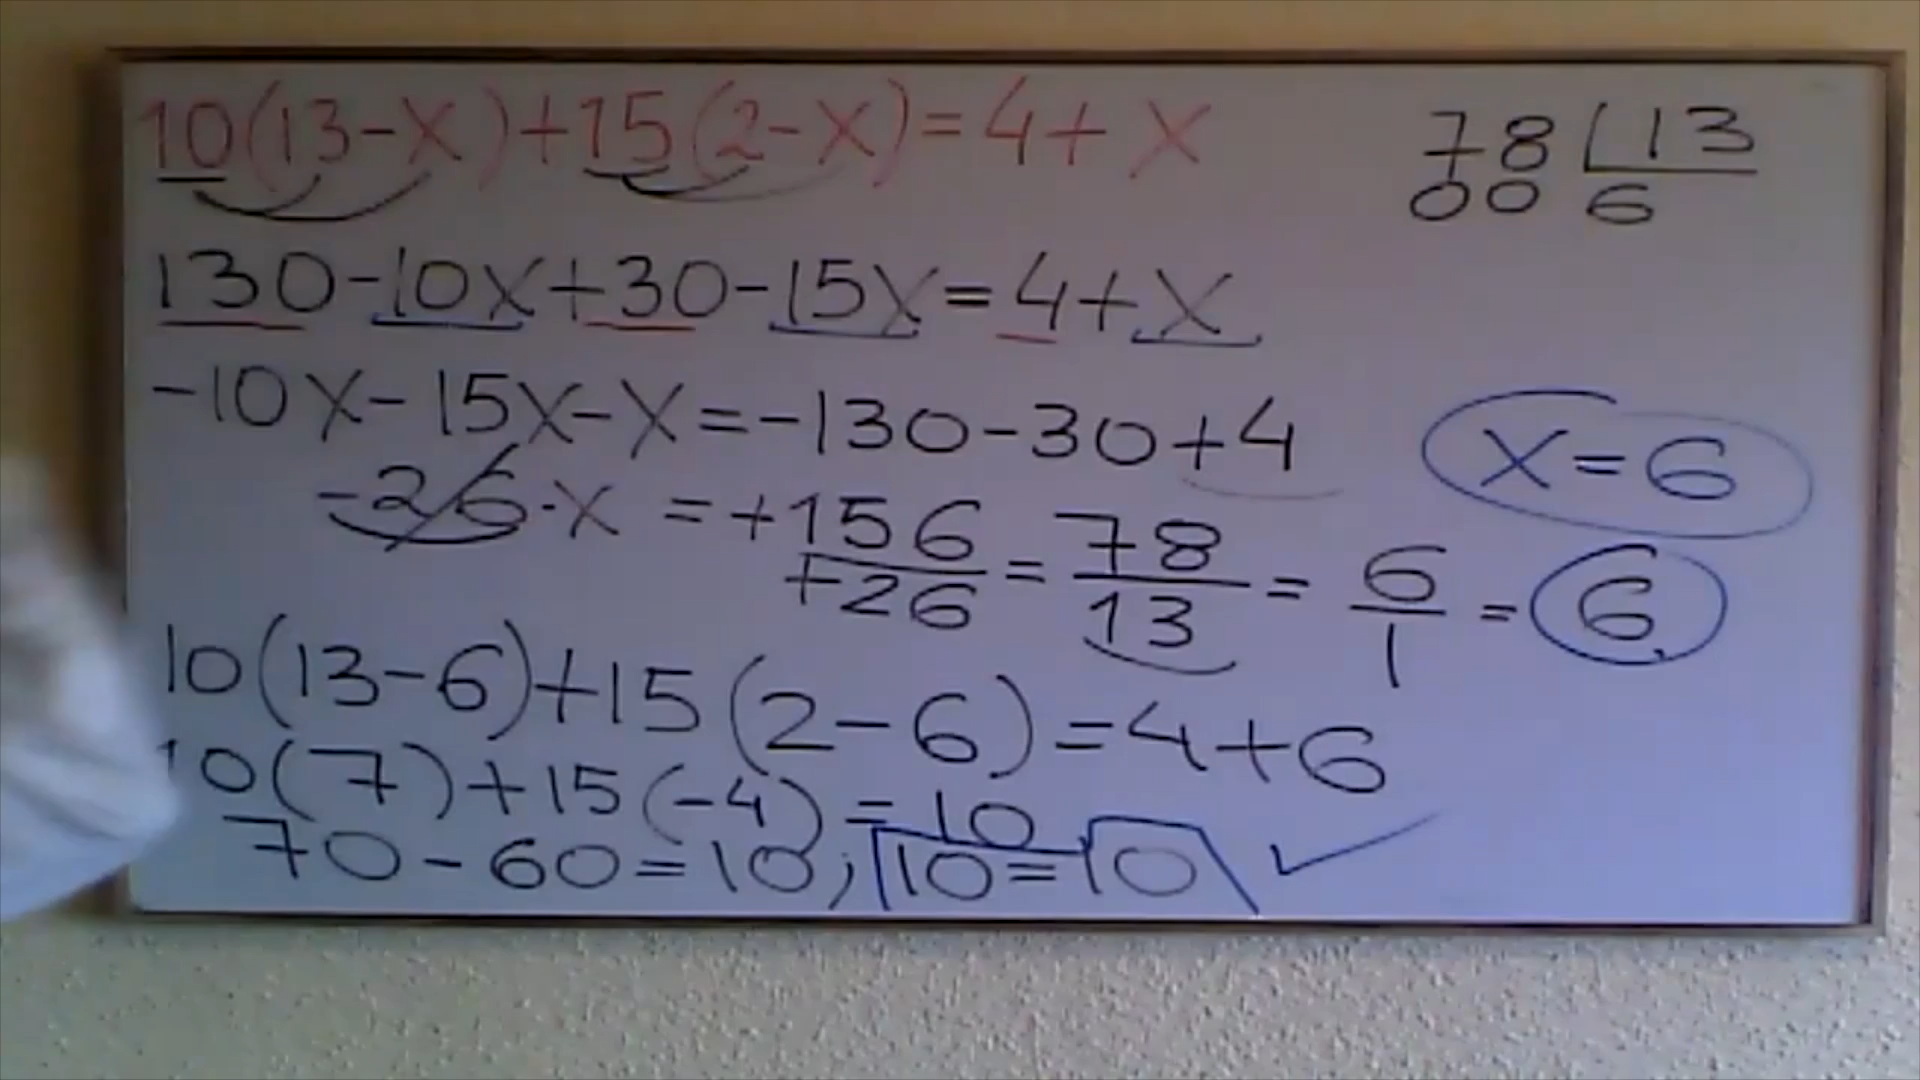 10(13-x)+15(2-x)=4+x
78 | 13
00 6
130-10x+30-15x=4+x
-10x-15x-x=-130-30+4
x=6
-26·x = +156/+26 = 78/13 = 6/1 = 6
10(13-6)+15(2-6)=4+6
10(7)+15(-4)=10
70-60=10; 10=10 ✓